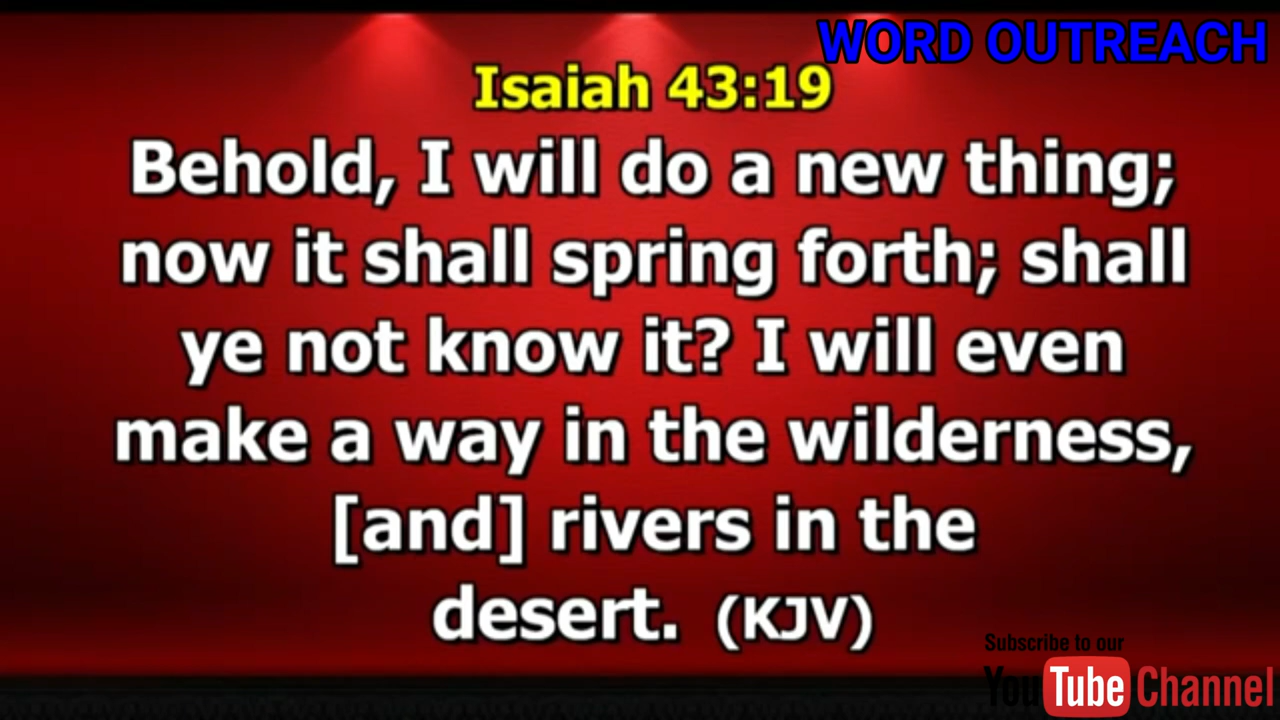 WORD OUTREACH
Isaiah 43:19
Behold, I will do a new thing;
now it shall spring forth; shall
ye not know it? I will even
make a way in the wilderness,
[and] rivers in the
desert. (KJV)
Subscribe to our
YouTube Channel